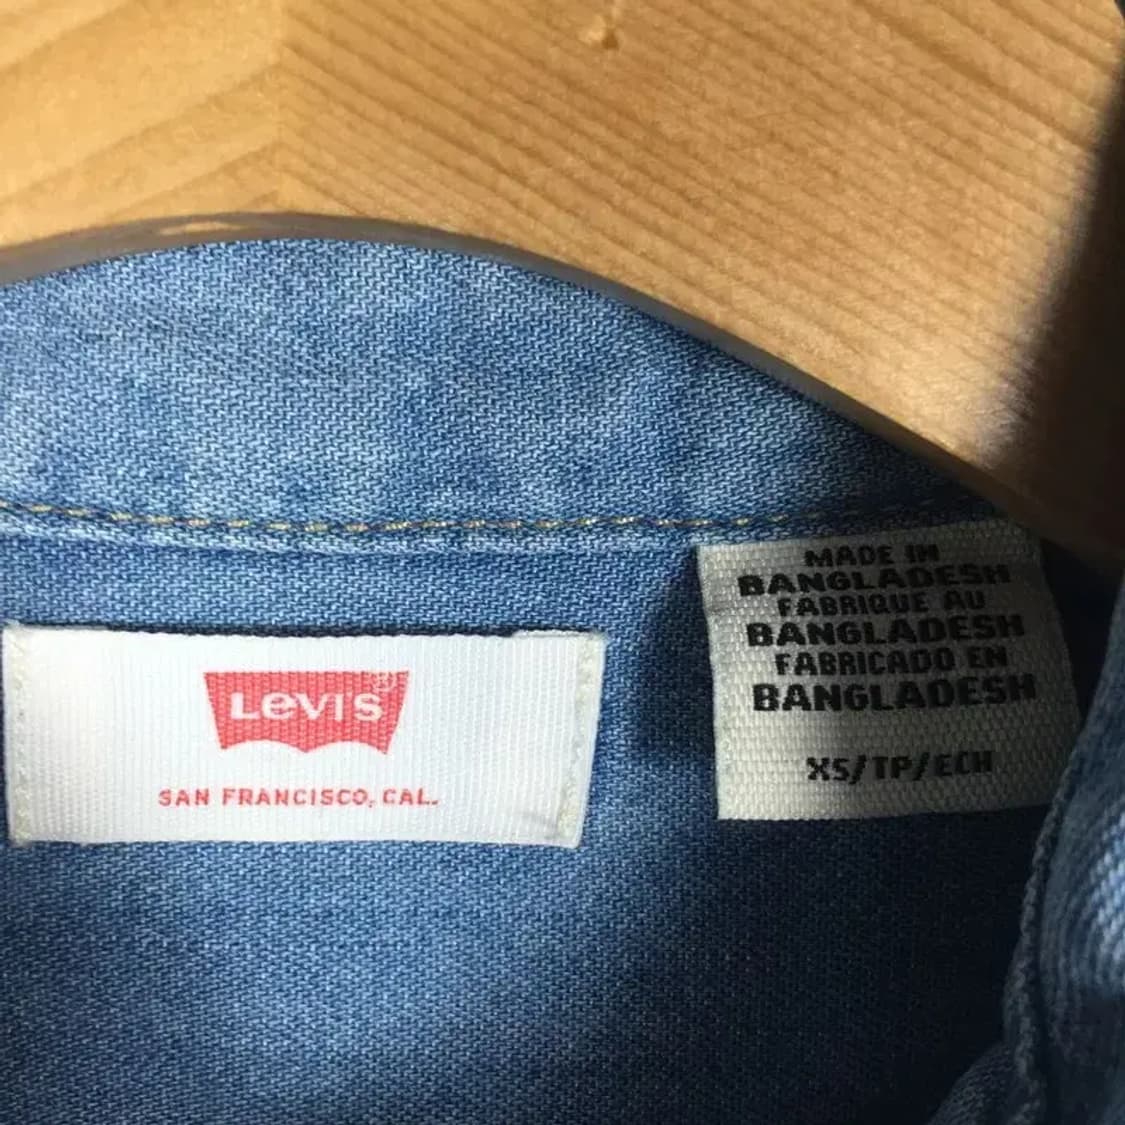 Levi's®
SAN FRANCISCO, CAL.
MADE IN
BANGLADESH
FABRIQUE AU
BANGLADESH
FABRICADO EN
BANGLADESH
XS/TP/ECH